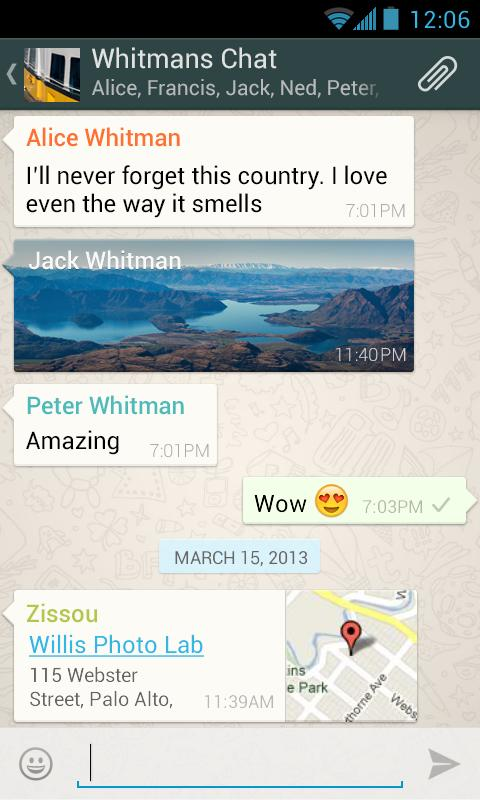 12:06
Whitmans Chat
Alice, Francis, Jack, Ned, Peter,
Alice Whitman
I'll never forget this country. I love
even the way it smells
7:01PM
Jack Whitman
11:40PM
Peter Whitman
Amazing
7:01PM
Wow 😍 7:03PM
MARCH 15, 2013
Zissou
Willis Photo Lab
115 Webster
Street, Palo Alto,
11:39AM
ins
e Park
thorne Ave
Webs